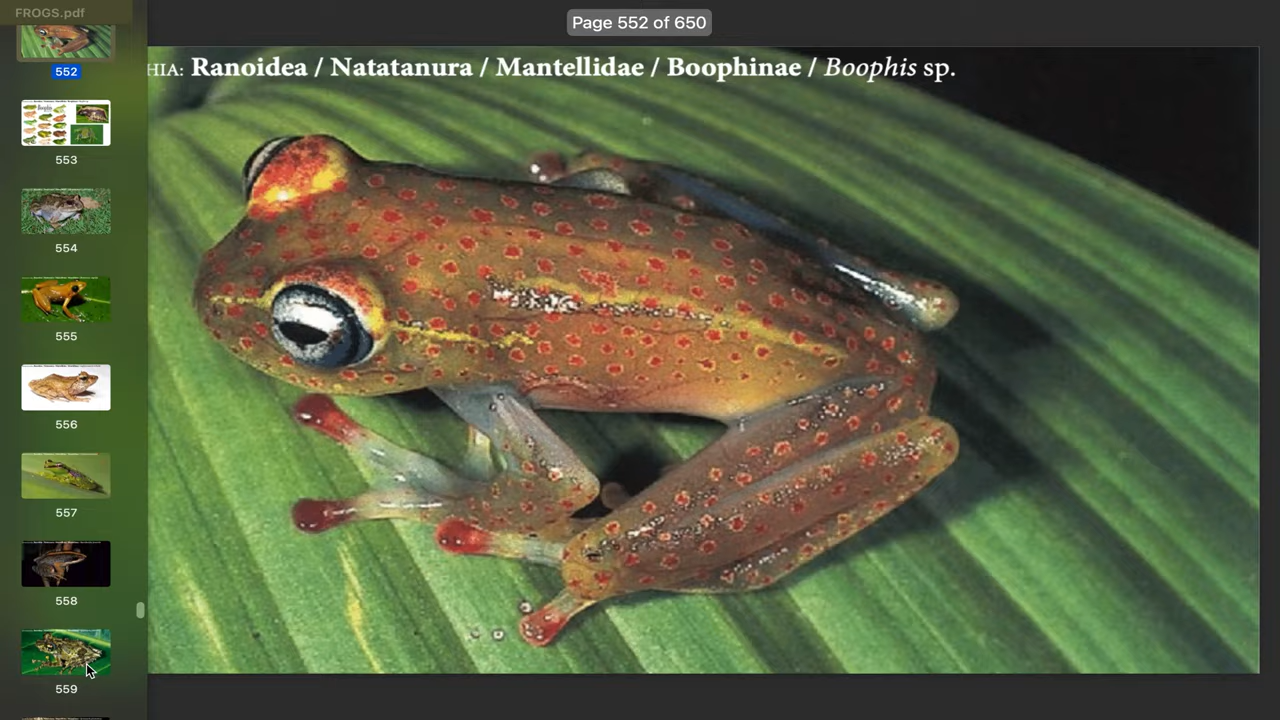 FROGS.pdf
Page 552 of 650
HIA: Ranoidea / Natatanura / Mantellidae / Boophinae / Boophis sp.
552
553
554
555
556
557
558
559